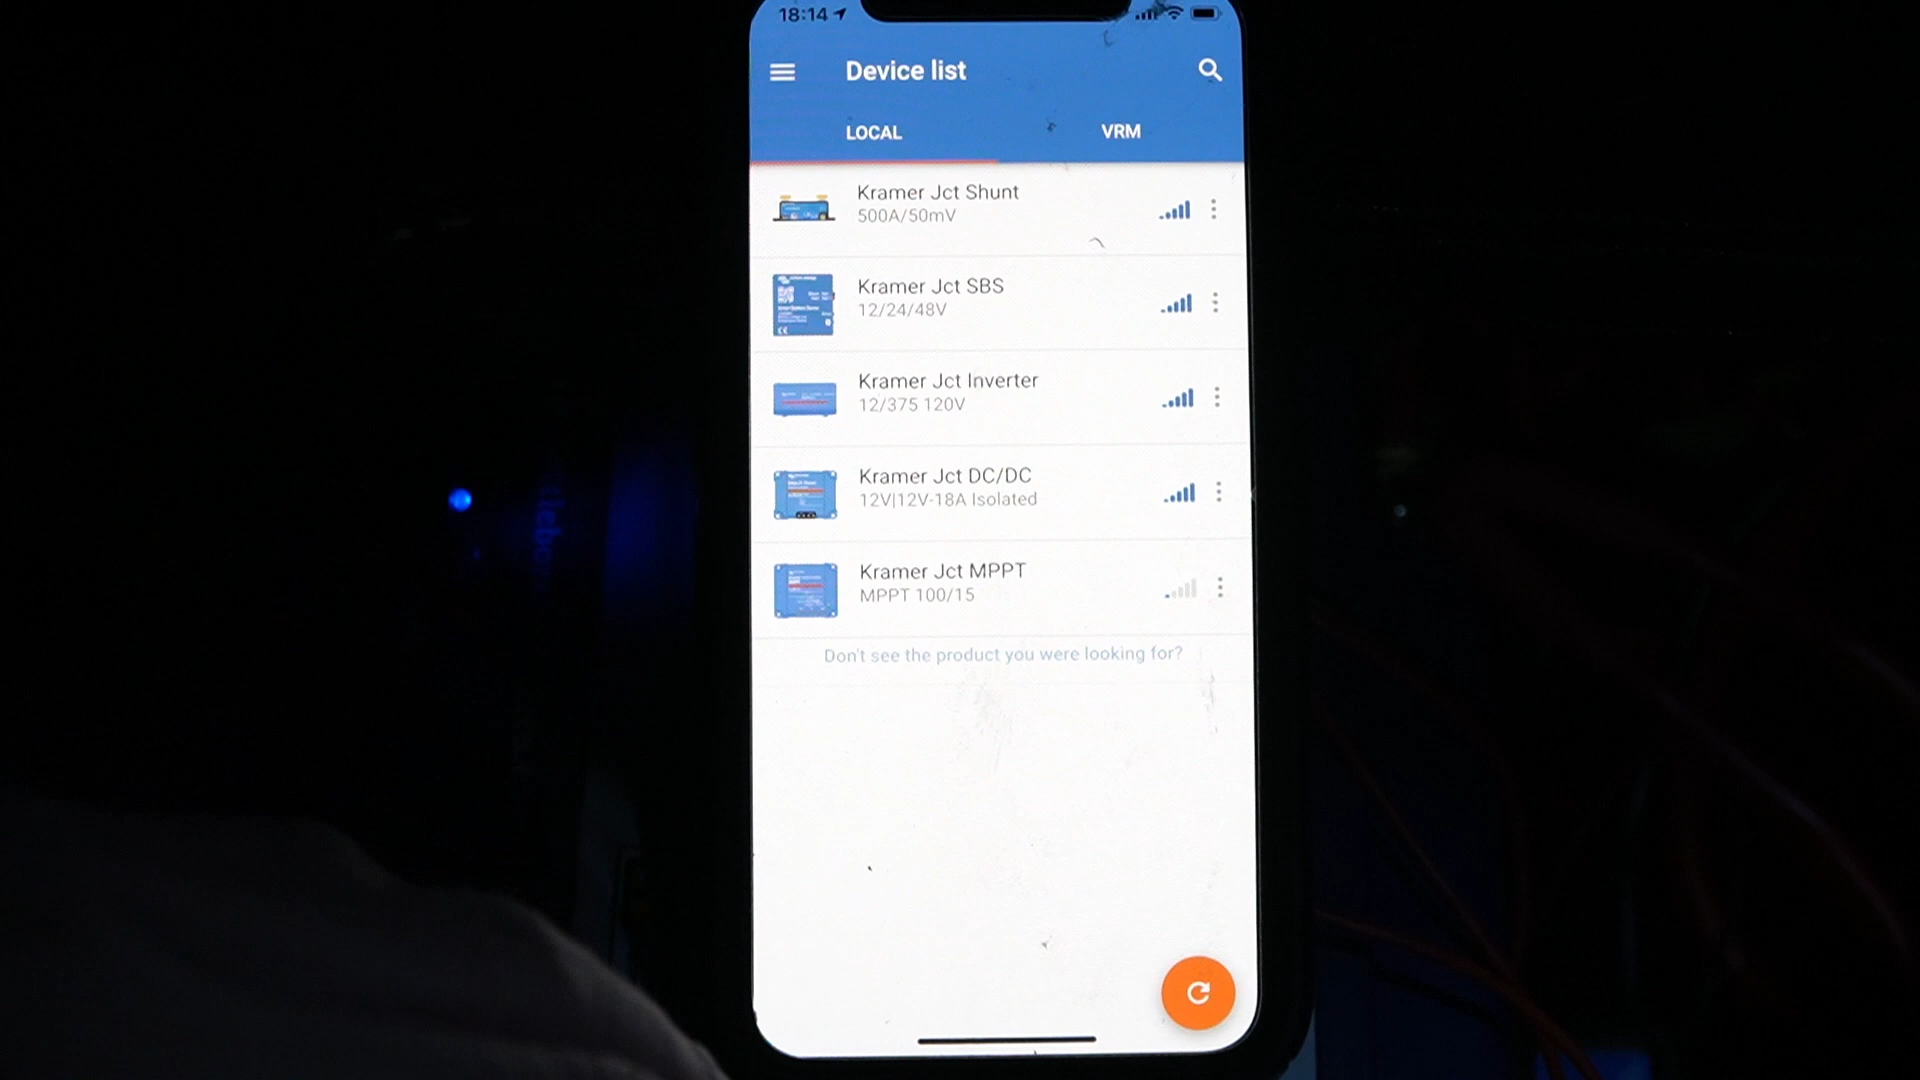 18:14
Device list
LOCAL
VRM
Kramer Jct Shunt
500A/50mV
Kramer Jct SBS
12/24/48V
Kramer Jct Inverter
12/375 120V
Kramer Jct DC/DC
12V|12V-18A Isolated
Kramer Jct MPPT
MPPT 100/15
Don't see the product you were looking for?